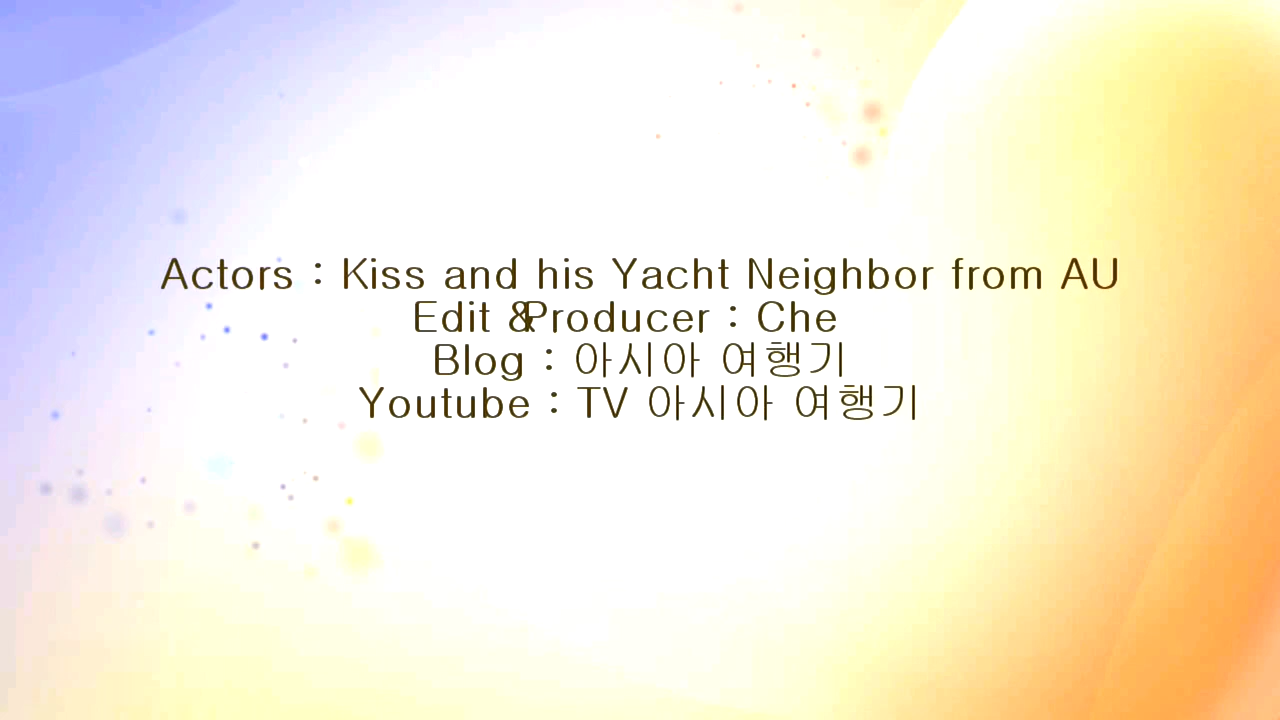 Actors : Kiss and his Yacht Neighbor from AU
Edit &Producer : Che
Blog : 아시아 여행기
Youtube : TV 아시아 여행기